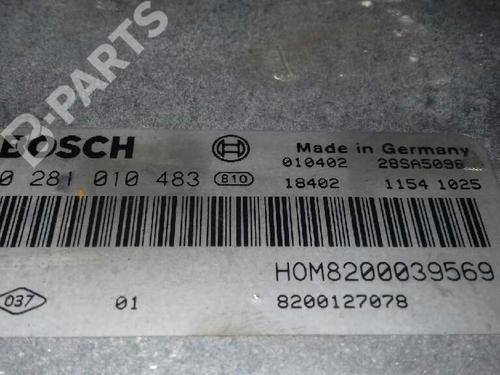 B-PARTS
BOSCH
Made in Germany
010402 28SA5098
0 281 010 483 810
18402 1154 1025
HOM8200039569
037 01 8200127078